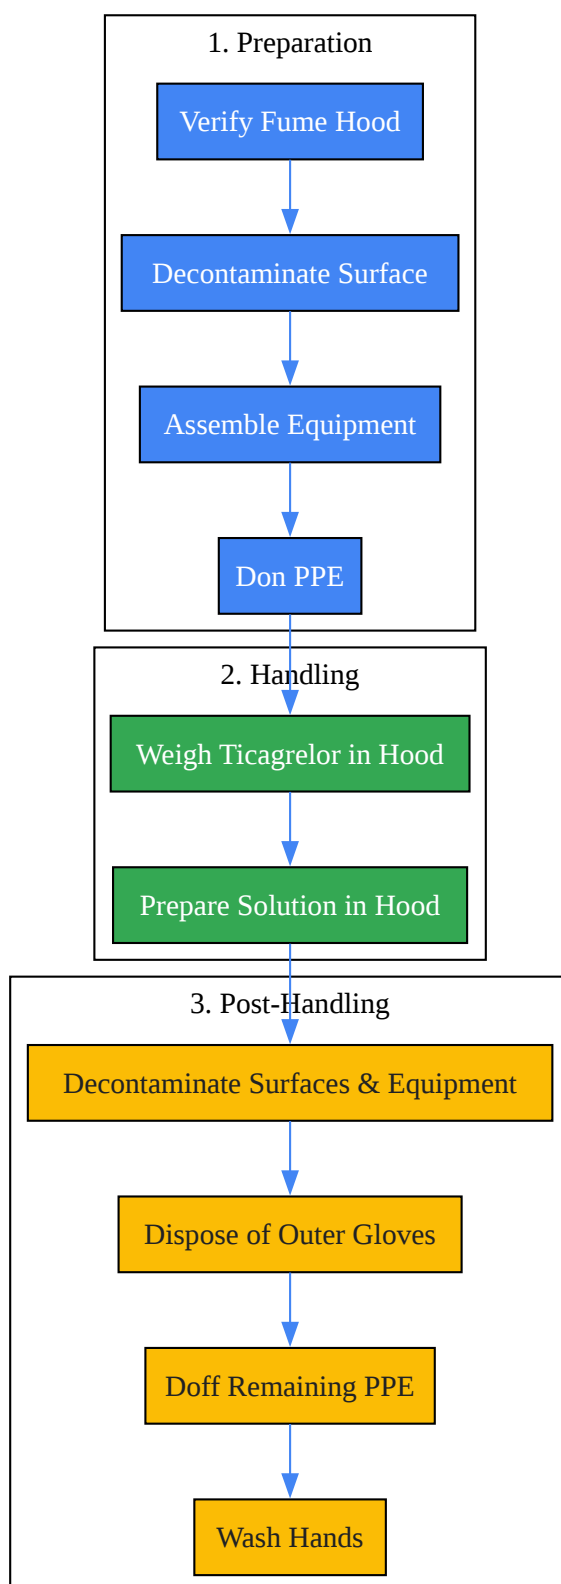 1. Preparation
Verify Fume Hood
Decontaminate Surface
Assemble Equipment
Don PPE
2. Handling
Weigh Ticagrelor in Hood
Prepare Solution in Hood
3. Post-Handling
Decontaminate Surfaces & Equipment
Dispose of Outer Gloves
Doff Remaining PPE
Wash Hands